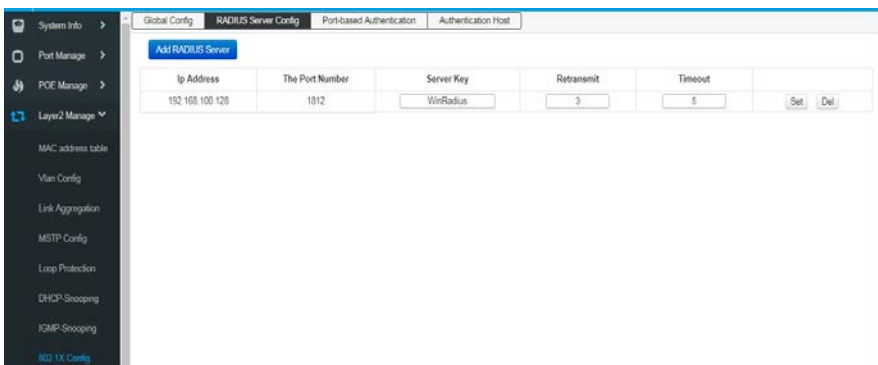 System Info
Port Manage
POE Manage
Layer2 Manage
MAC address table
Vlan Config
Link Aggregation
MSTP Config
Loop Protection
DHCP-Snooping
IGMP-Snooping
802.1X Config
Global Config RADIUS Server Config Port-based Authentication Authentication Host
Add RADIUS Server
Ip Address The Port Number Server Key Retransmit Timeout
192.168.100.128 1812 WinRadius 3 5 Set Del